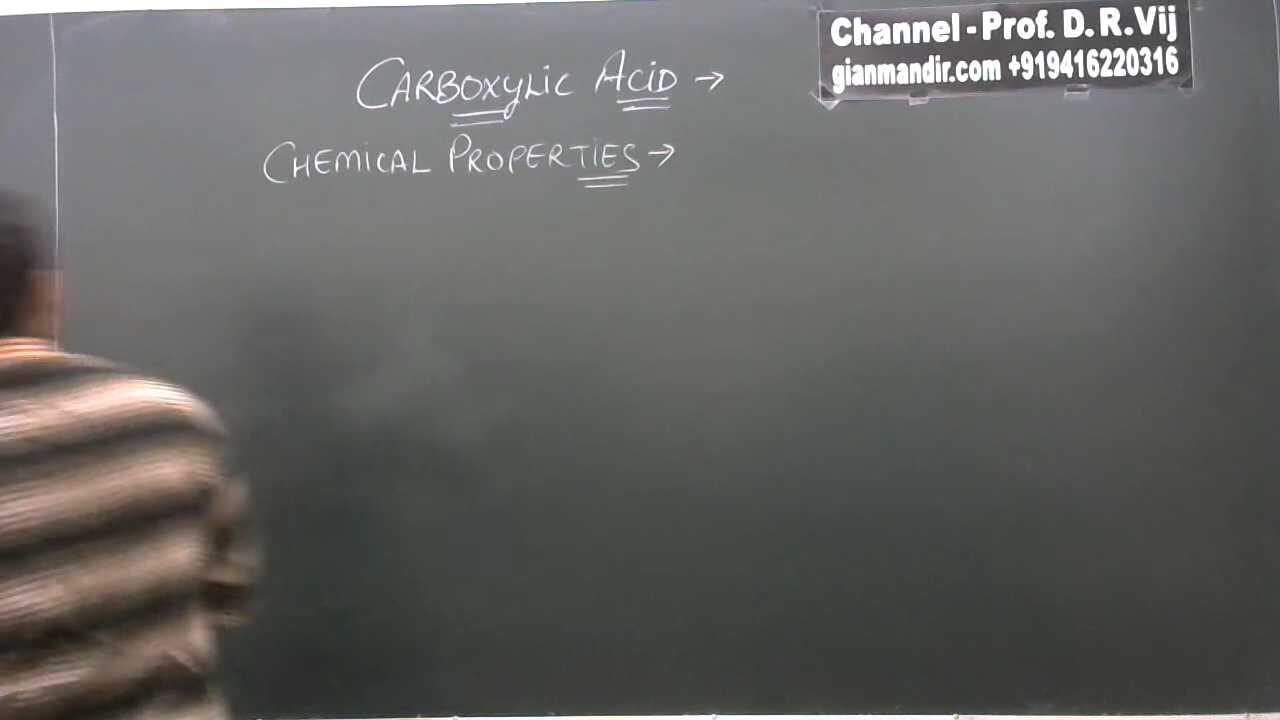 Channel - Prof. D. R. Vij
gianmandir.com +919416220316
CARBOXYLIC ACID →
CHEMICAL PROPERTIES →